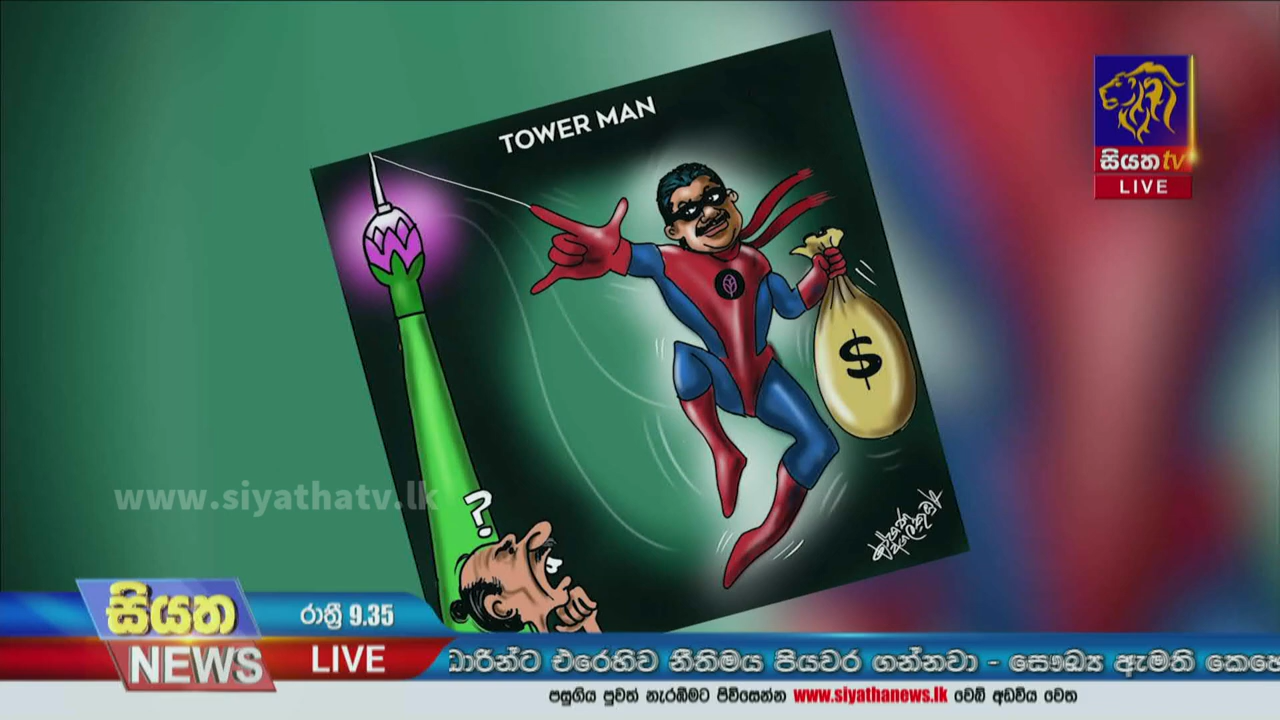 TOWER MAN
සියත tv
LIVE
$
www.siyathatv.lk
?
සියත
NEWS
රාත්‍රී 9.35
LIVE
ධාරින්ට එරෙහිව නීතිමය පියවර ගන්නවා - සෞඛ්‍ය ඇමති කෙහෙ
පසුගිය පුවත් නැරඹීමට පිවිසෙන්න www.siyathanews.lk වෙබ් අඩවිය වෙත